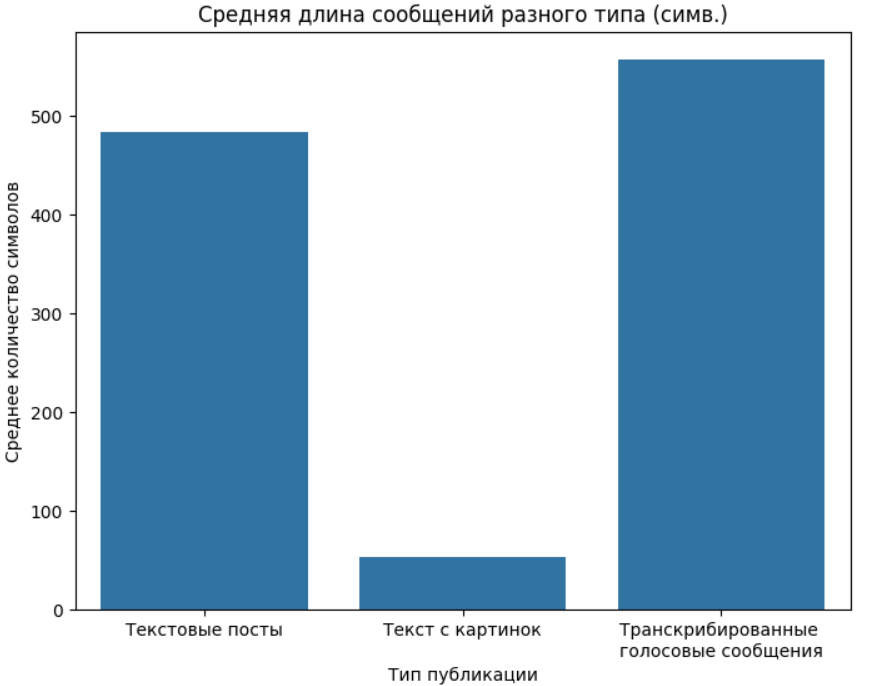 Средняя длина сообщений разного типа (симв.)
Среднее количество символов
500
400
300
200
100
0
Текстовые посты
Текст с картинок
Транскрибированные
голосовые сообщения
Тип публикации